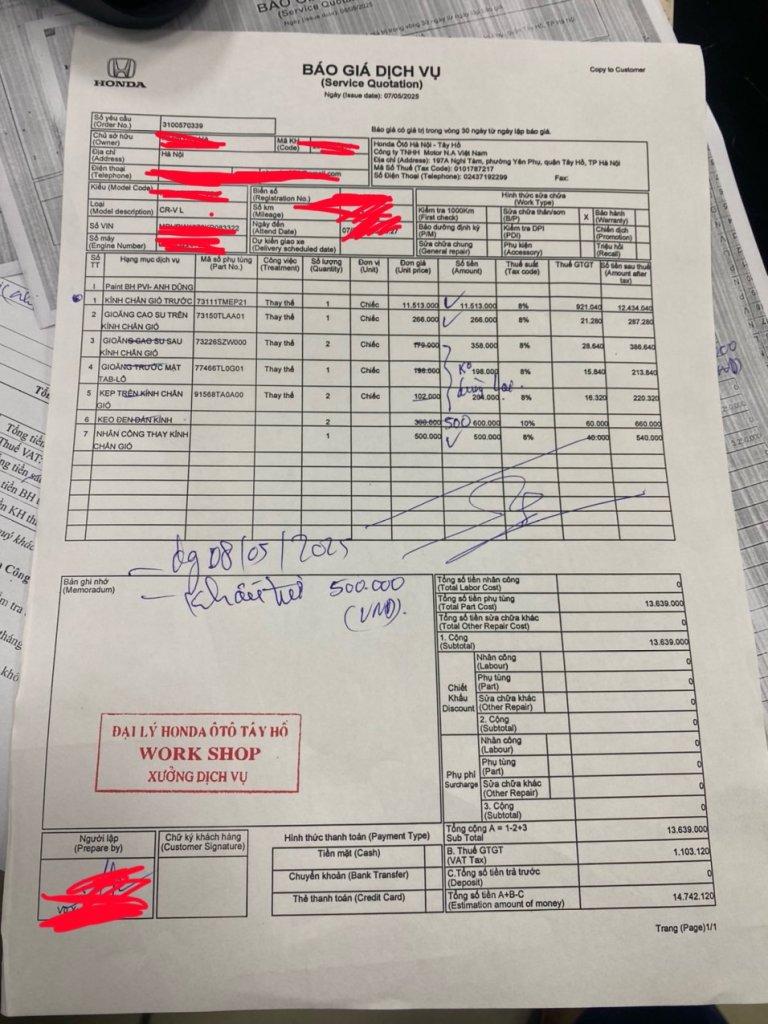 BÁO GIÁ DỊCH VỤ
(Service Quotation)
Ngày (Issue date): 07/05/2025
Copy to Customer
HONDA
Số yêu cầu
(Order No.)
3100570339
Báo giá có giá trị trong vòng 30 ngày từ ngày lập báo giá.
Chủ sở hữu
(Owner)
Mã KH
(Code)
Địa chỉ
(Address)
Hà Nội
Điện thoại
(Telephone)
Honda Ôtô Hà Nội - Tây Hồ
Công ty TNHH Motor N.A Việt Nam
Địa chỉ (Address): 197A Nghi Tàm, phường Yên Phụ, quận Tây Hồ, TP Hà Nội
Mã Số Thuế (Tax Code): 0101787217
Số Điện Thoại (Telephone): 02437192299 Fax:
Kiểu (Model Code)
Biển số
(Registration No.)
Loại
(Model description)
CR-V L
Số km
(Mileage)
Số VIN
Ngày đến
(Attend Date)
Số máy
(Engine Number)
Dự kiến giao xe
(Delivery scheduled date)
Hình thức sửa chữa
(Work Type)
Kiểm tra 1000Km
(First check)
Sửa chữa thân/sơn
(B/P)
X
Bảo hành
(Warranty)
Bảo dưỡng định kỳ
(P/M)
Kiểm tra DPI
(PDI)
Chiến dịch
(Promotion)
Sửa chữa chung
(General repair)
Phụ kiện
(Accessory)
Triệu hồi
(Recall)
Số TT Hạng mục dịch vụ Mã số phụ tùng (Part No.) Công việc (Treatment) Số lượng (Quantity) Đơn vị (Unit) Đơn giá (Unit price) Số tiền (Amount) Thuế suất (Tax code) Thuế GTGT Số tiền sau thuế (Amount after tax)
I Paint BH PVI- ANH DŨNG
1 KÍNH CHẮN GIÓ TRƯỚC 73111TMEP21 Thay thế 1 Chiếc 11.513.000 11.513.000 8% 921.040 12.434.040
2 GIOĂNG CAO SU TRÊN KÍNH CHẮN GIÓ 73150TLAA01 Thay thế 1 Chiếc 266.000 266.000 8% 21.280 287.280
3 GIOĂNG CAO SU SAU KÍNH CHẮN GIÓ 73226SZW000 Thay thế 2 Chiếc 179.000 358.000 8% 28.640 386.640
4 GIOĂNG TRƯỚC MẶT TAB-LÔ 77466TL0G01 Thay thế 1 Chiếc 198.000 198.000 8% 15.840 213.840
5 KẸP TRÊN KÍNH CHẮN GIÓ 91568TA0A00 Thay thế 2 Chiếc 102.000 204.000 8% 16.320 220.320
6 KEO ĐEN DÁN KÍNH 2 300.000 500 600.000 10% 60.000 660.000
7 NHÂN CÔNG THAY KÍNH CHẮN GIÓ 1 500.000 500.000 8% 40.000 540.000
08/05/2025
Bản ghi nhớ
(Memorandum)
Khấu trừ 500.000
(VNĐ).
ĐẠI LÝ HONDA ÔTÔ TÂY HỒ
WORK SHOP
XƯỞNG DỊCH VỤ
Tổng số tiền nhân công
(Total Labor Cost)
0
Tổng số tiền phụ tùng
(Total Part Cost)
13.639.000
Tổng số tiền sửa chữa khác
(Total Other Repair Cost)
0
1. Cộng
(Subtotal)
13.639.000
Chiết Khấu
Discount
Nhân công
(Labour)
0
Phụ tùng
(Part)
0
Sửa chữa khác
(Other Repair)
0
2. Cộng
(Subtotal)
0
Phụ phí
Surcharge
Nhân công
(Labour)
0
Phụ tùng
(Part)
0
Sửa chữa khác
(Other Repair)
0
3. Cộng
(Subtotal)
0
Tổng cộng A = 1-2+3
Sub Total
13.639.000
B. Thuế GTGT
(VAT Tax)
1.103.120
C.Tổng số tiền trả trước
(Deposit)
0
Tổng số tiền A+B-C
(Estimation amount of money)
14.742.120
Người lập
(Prepare by)
Chữ ký khách hàng
(Customer Signature)
Hình thức thanh toán (Payment Type)
Tiền mặt (Cash)
Chuyển khoản (Bank Transfer)
Thẻ thanh toán (Credit Card)
Trang (Page)1/1